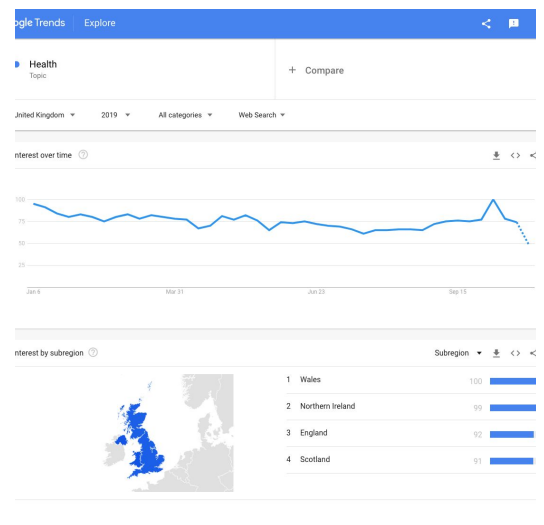 ogle Trends Explore
Health
Topic
+ Compare
United Kingdom 2019 All categories Web Search
nterest over time
100
75
50
25
Jan 6 Mar 31 Jun 23 Sep 15
nterest by subregion Subregion
1 Wales 100
2 Northern Ireland 99
3 England 92
4 Scotland 91